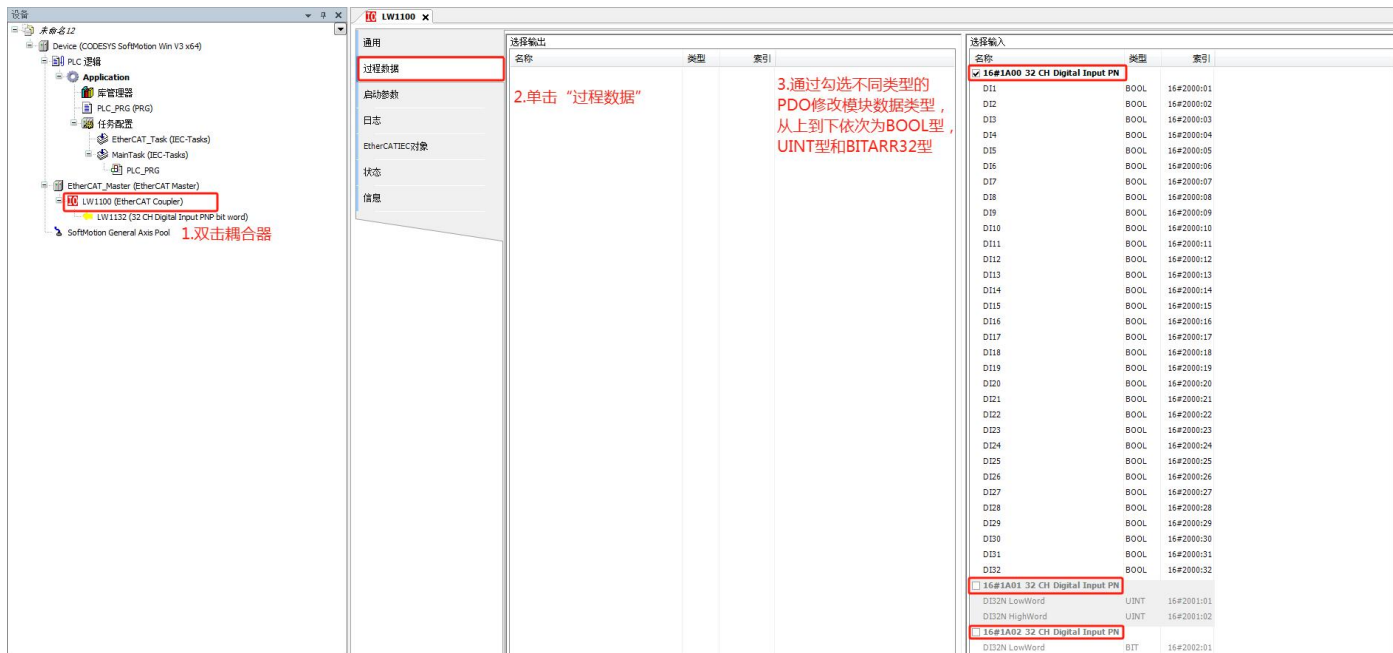 设备
未命名12
Device (CODESYS SoftMotion Win V3 x64)
PLC 逻辑
Application
库管理器
PLC_PRG (PRG)
任务配置
EtherCAT_Task (IEC-Tasks)
MainTask (IEC-Tasks)
PLC_PRG
EtherCAT_Master (EtherCAT Master)
LW1100 (EtherCAT Coupler)
LW1132 (32 CH Digital Input PNP bit word)
SoftMotion General Axis Pool
1.双击耦合器
LW1100
通用
过程数据
启动参数
日志
EtherCATIEC对象
状态
信息
选择输出
名称 类型 索引
2.单击“过程数据”
3.通过勾选不同类型的
PDO修改模块数据类型，
从上到下依次为BOOL型，
UINT型和BITARR32型
选择输入
名称 类型 索引
16#1A00 32 CH Digital Input PN
DI1 BOOL 16#2000:01
DI2 BOOL 16#2000:02
DI3 BOOL 16#2000:03
DI4 BOOL 16#2000:04
DI5 BOOL 16#2000:05
DI6 BOOL 16#2000:06
DI7 BOOL 16#2000:07
DI8 BOOL 16#2000:08
DI9 BOOL 16#2000:09
DI10 BOOL 16#2000:10
DI11 BOOL 16#2000:11
DI12 BOOL 16#2000:12
DI13 BOOL 16#2000:13
DI14 BOOL 16#2000:14
DI15 BOOL 16#2000:15
DI16 BOOL 16#2000:16
DI17 BOOL 16#2000:17
DI18 BOOL 16#2000:18
DI19 BOOL 16#2000:19
DI20 BOOL 16#2000:20
DI21 BOOL 16#2000:21
DI22 BOOL 16#2000:22
DI23 BOOL 16#2000:23
DI24 BOOL 16#2000:24
DI25 BOOL 16#2000:25
DI26 BOOL 16#2000:26
DI27 BOOL 16#2000:27
DI28 BOOL 16#2000:28
DI29 BOOL 16#2000:29
DI30 BOOL 16#2000:30
DI31 BOOL 16#2000:31
DI32 BOOL 16#2000:32
16#1A01 32 CH Digital Input PN
DI32N LowWord UINT 16#2001:01
DI32N HighWord UINT 16#2001:02
16#1A02 32 CH Digital Input PN
DI32N LowWord BIT 16#2002:01